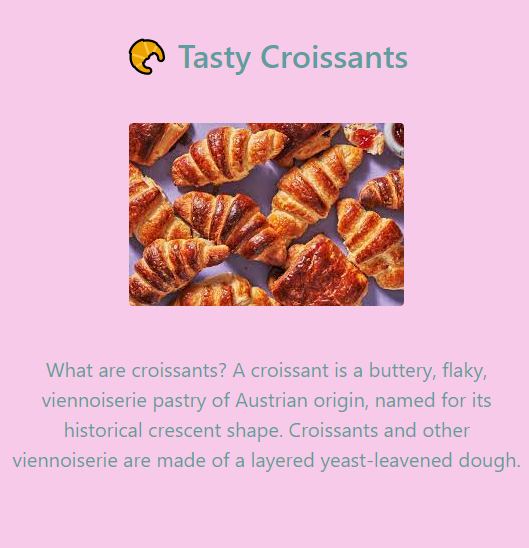 Tasty Croissants
What are croissants? A croissant is a buttery, flaky,
viennoiserie pastry of Austrian origin, named for its
historical crescent shape. Croissants and other
viennoiserie are made of a layered yeast-leavened dough.